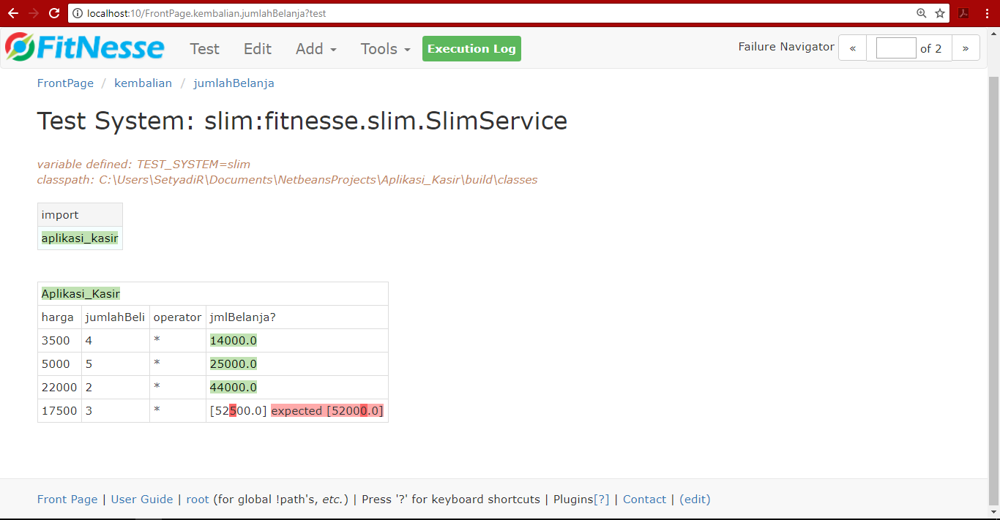 localhost:10/FrontPage.kembalian.jumlahBelanja?test
FitNesse Test Edit Add Tools Execution Log Failure Navigator « of 2 »
FrontPage / kembalian / jumlahBelanja
Test System: slim:fitnesse.slim.SlimService
variable defined: TEST_SYSTEM=slim
classpath: C:\Users\SetyadiR\Documents\NetbeansProjects\Aplikasi_Kasir\build\classes
import
aplikasi_kasir
Aplikasi_Kasir
harga jumlahBeli operator jmlBelanja?
3500 4 * 14000.0
5000 5 * 25000.0
22000 2 * 44000.0
17500 3 * [52500.0] expected [52000.0]
Front Page | User Guide | root (for global !path's, etc.) | Press '?' for keyboard shortcuts | Plugins[?] | Contact | (edit)